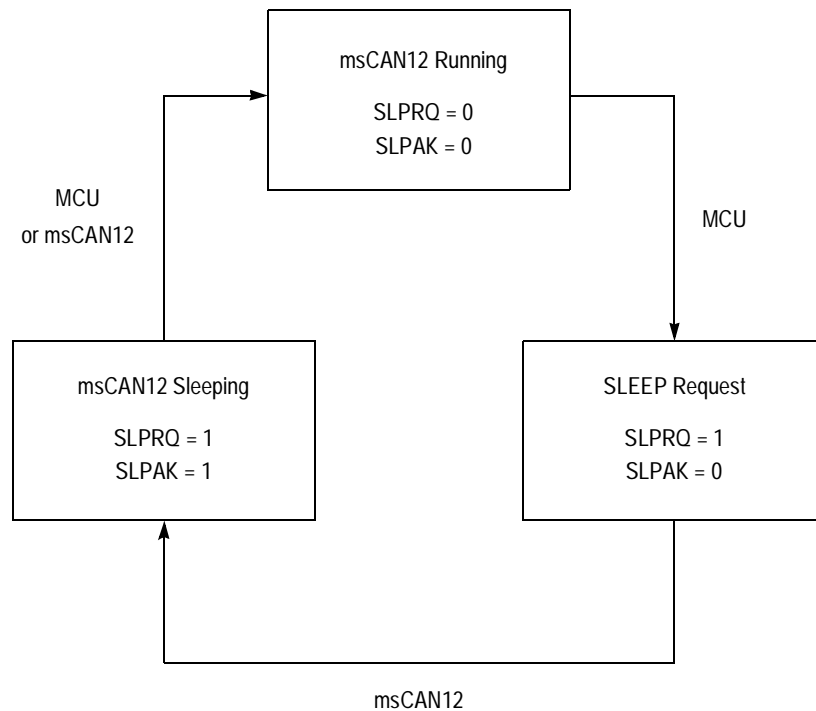 msCAN12 Running
SLPRQ = 0
SLPAK = 0
MCU
or msCAN12
MCU
msCAN12 Sleeping
SLPRQ = 1
SLPAK = 1
SLEEP Request
SLPRQ = 1
SLPAK = 0
msCAN12